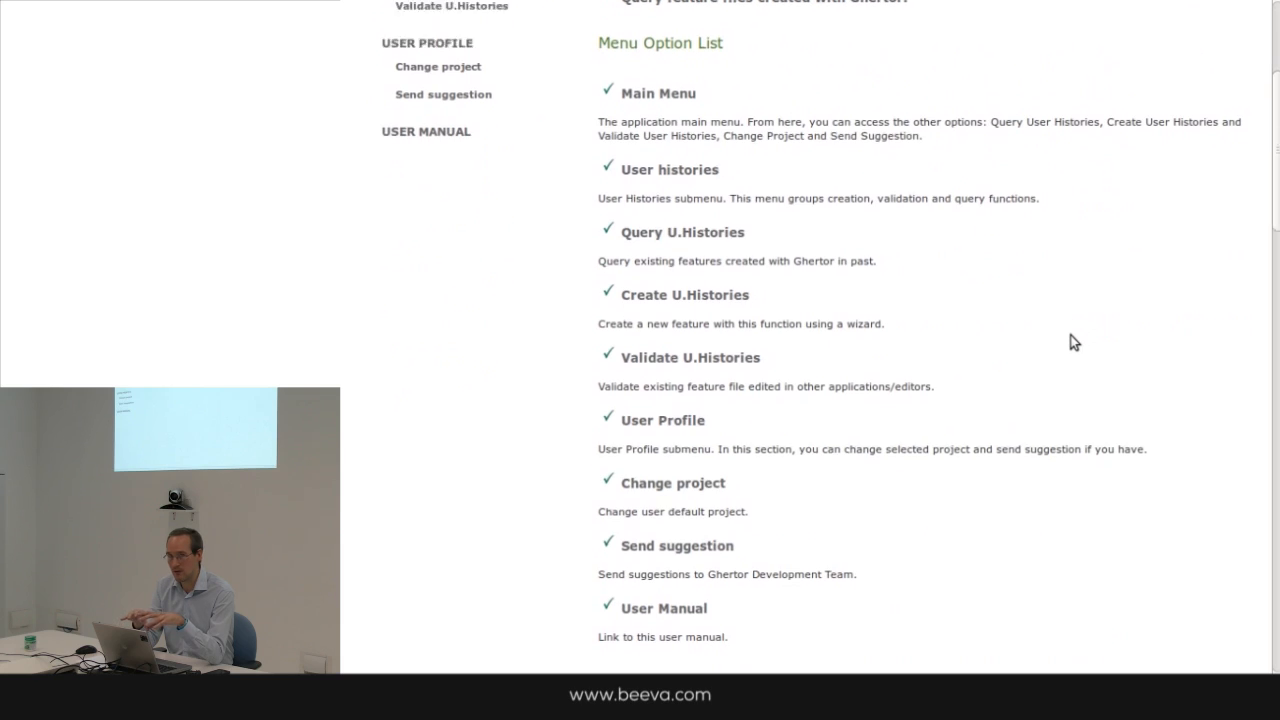 Validate U.Histories
USER PROFILE
Change project
Send suggestion
USER MANUAL
Query feature files created with Ghertor.
Menu Option List
Main Menu
The application main menu. From here, you can access the other options: Query User Histories, Create User Histories and
Validate User Histories, Change Project and Send Suggestion.
User histories
User Histories submenu. This menu groups creation, validation and query functions.
Query U.Histories
Query existing features created with Ghertor in past.
Create U.Histories
Create a new feature with this function using a wizard.
Validate U.Histories
Validate existing feature file edited in other applications/editors.
User Profile
User Profile submenu. In this section, you can change selected project and send suggestion if you have.
Change project
Change user default project.
Send suggestion
Send suggestions to Ghertor Development Team.
User Manual
Link to this user manual.
www.beeva.com